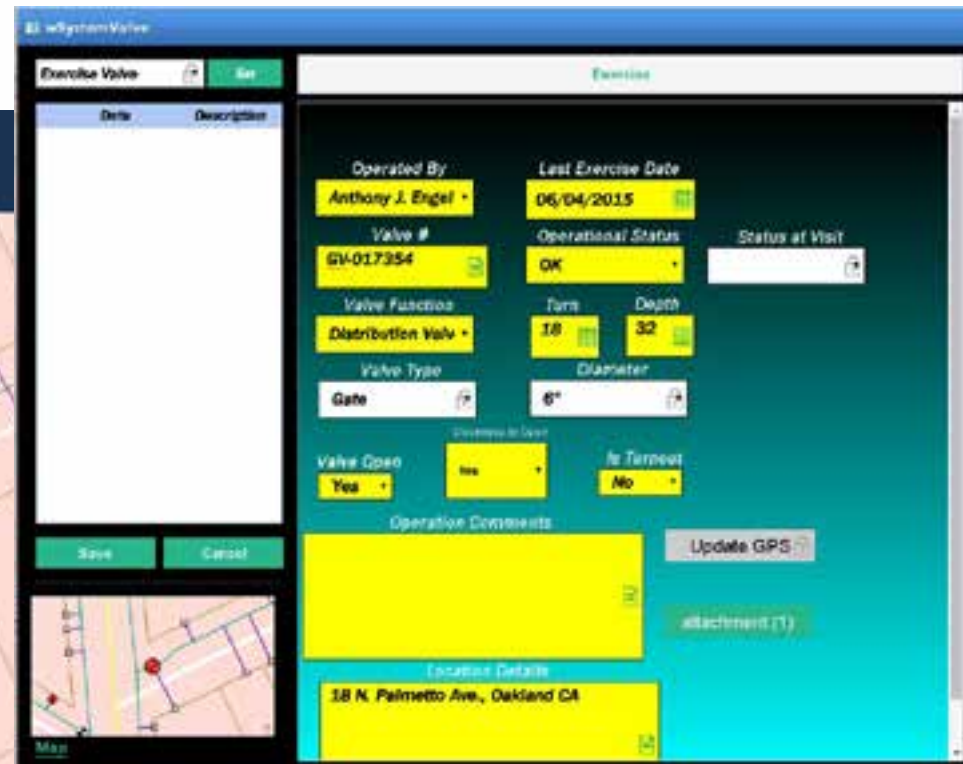 wSystemValve
Exercise Valve
Exercise
Date Description
Operated By Last Exercise Date
Anthony J. Engel 06/04/2015
Valve # Operational Status Status at Visit
GV-017354 OK
Valve Function Turn Depth
Distribution Valv 18 32
Valve Type Diameter
Gate 6"
Valve Open Yes Is Turnout
Yes No
Operation Comments
Save Cancel Update GPS
attachment (1)
Location Details
18 N. Palmetto Ave., Oakland CA
Map